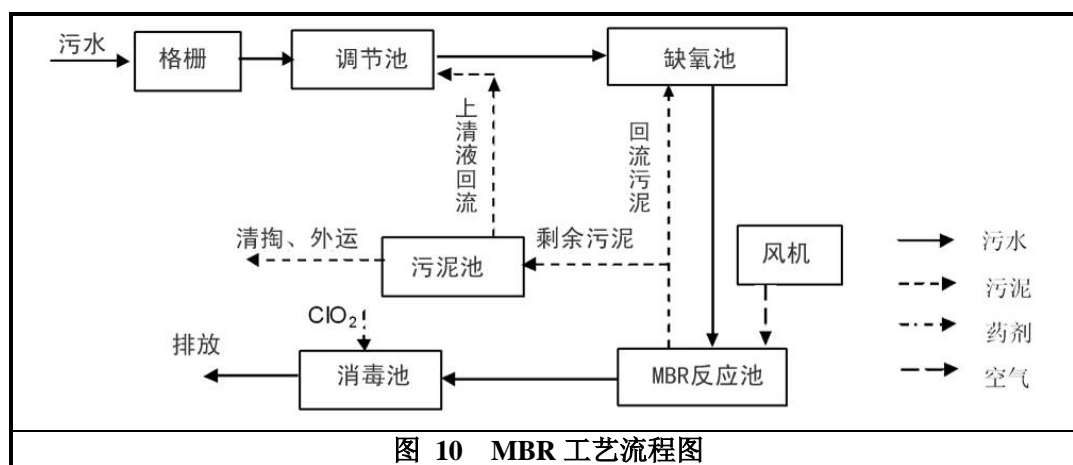 污水
格栅
调节池
缺氧池
上清液回流
回流污泥
清掏、外运
污泥池
剩余污泥
风机
污水
污泥
药剂
空气
ClO₂
排放
消毒池
MBR反应池
图 10 MBR 工艺流程图